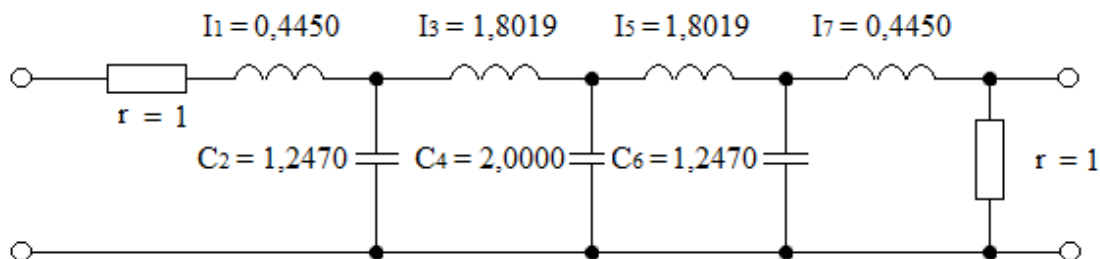 I1 = 0,4450 I3 = 1,8019 I5 = 1,8019 I7 = 0,4450
r = 1
C2 = 1,2470 C4 = 2,0000 C6 = 1,2470 r = 1